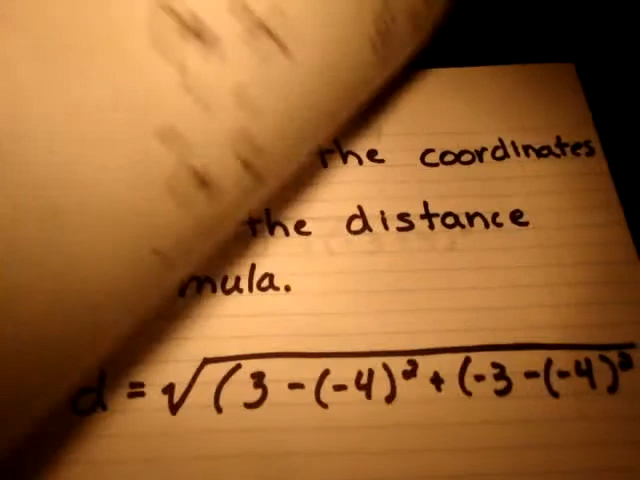 the coordinates
the distance
mula.
d = √(3 - (-4)² + (-3 - (-4)²